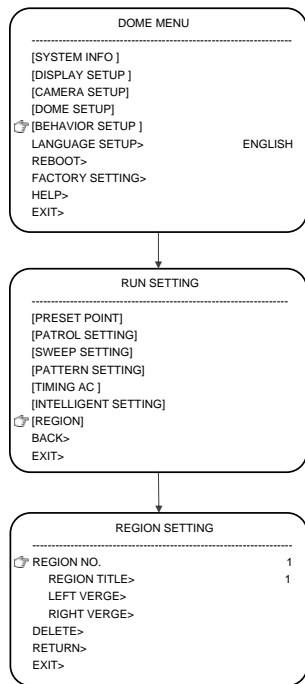 DOME MENU
[SYSTEM INFO ]
[DISPLAY SETUP ]
[CAMERA SETUP]
[DOME SETUP]
[BEHAVIOR SETUP ]
LANGUAGE SETUP> ENGLISH
REBOOT>
FACTORY SETTING>
HELP>
EXIT>
RUN SETTING
[PRESET POINT]
[PATROL SETTING]
[SWEEP SETTING]
[PATTERN SETTING]
[TIMING AC ]
[INTELLIGENT SETTING]
[REGION]
BACK>
EXIT>
REGION SETTING
REGION NO. 1
REGION TITLE> 1
LEFT VERGE>
RIGHT VERGE>
DELETE>
RETURN>
EXIT>